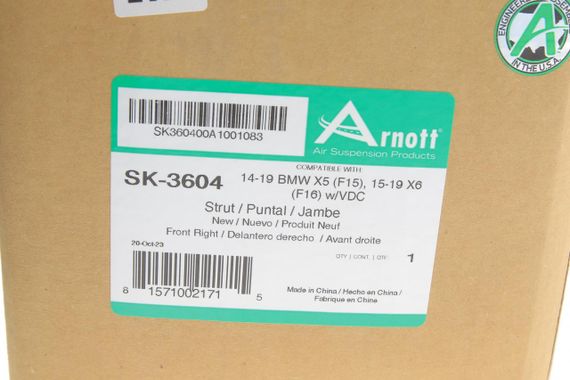 ENGINEERED
IN THE U.S.A.
SK360400A1001083
Arnott®
Air Suspension Products
COMPATIBLE WITH
SK-3604
14-19 BMW X5 (F15), 15-19 X6
(F16) w/VDC
Strut / Puntal / Jambe
New / Nuevo / Produit Neuf
Front Right / Delantero derecho / Avant droite
20-Oct-23
QTY | CONT. | QTÉ: 1
8 1571002171 5
Made in China / Hecho en China /
Fabrique en Chine